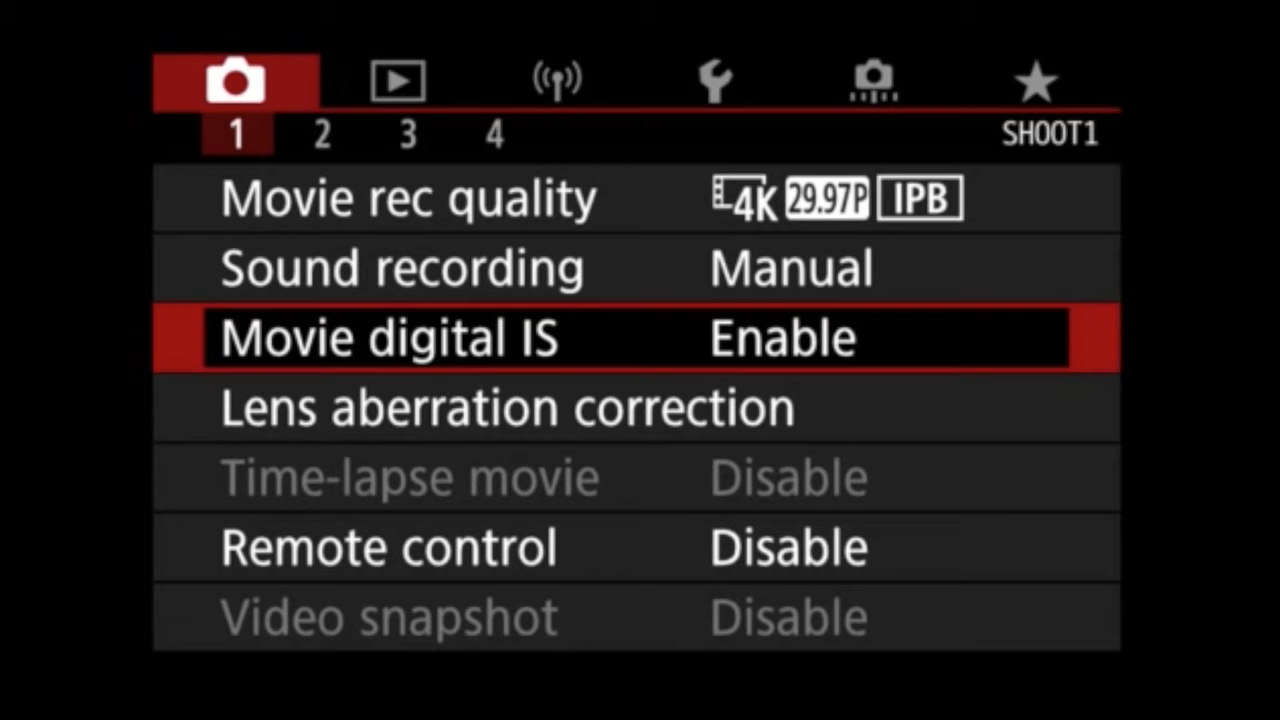 1 2 3 4 SHOOT1
Movie rec quality 4K 29.97P IPB
Sound recording Manual
Movie digital IS Enable
Lens aberration correction
Time-lapse movie Disable
Remote control Disable
Video snapshot Disable